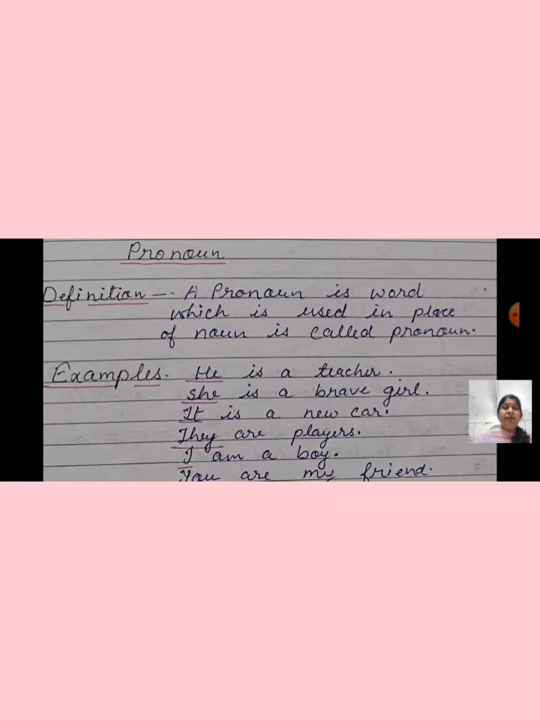 Pronoun
Definition - A Pronoun is word
which is used in place
of noun is called pronoun.
Examples. He is a teacher.
She is a brave girl.
It is a new car.
They are players.
I am a boy.
You are my friend.